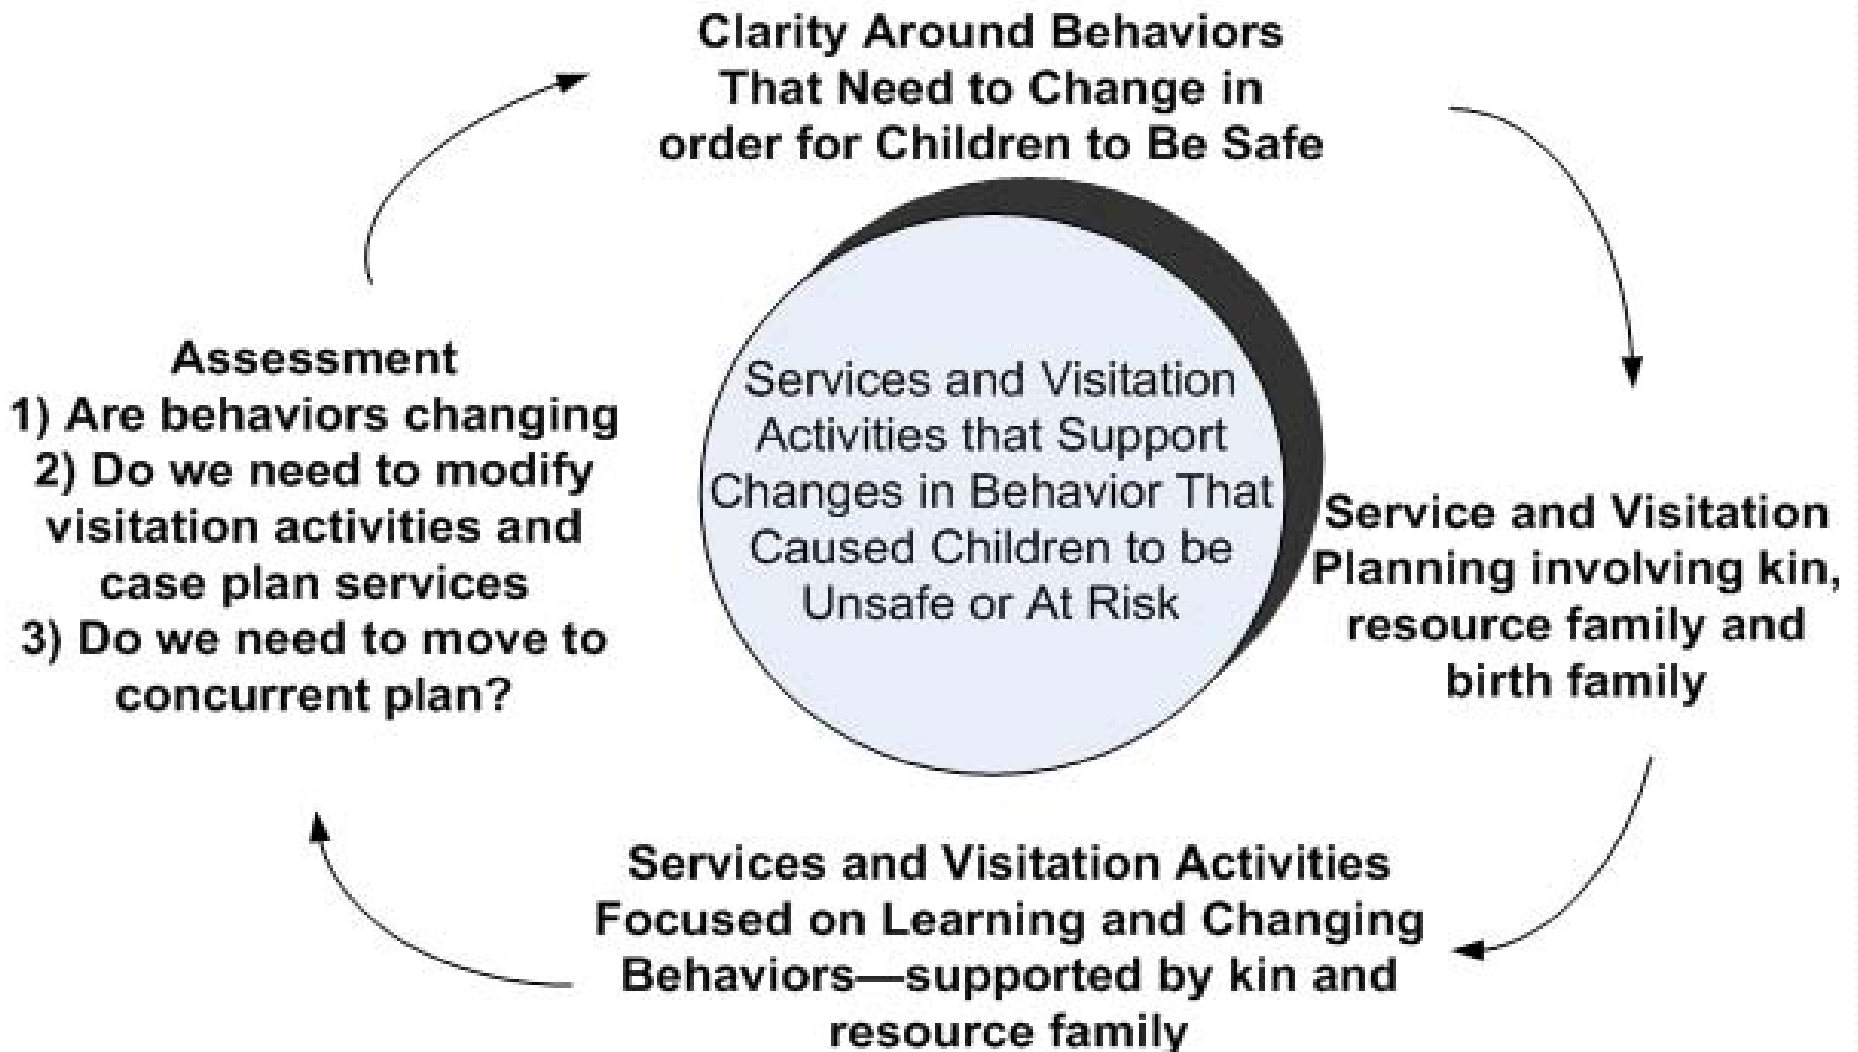 Clarity Around Behaviors
That Need to Change in
order for Children to Be Safe
Services and Visitation
Activities that Support
Changes in Behavior That
Caused Children to be
Unsafe or At Risk
Service and Visitation
Planning involving kin,
resource family and
birth family
Services and Visitation Activities
Focused on Learning and Changing
Behaviors—supported by kin and
resource family
Assessment
1) Are behaviors changing
2) Do we need to modify
visitation activities and
case plan services
3) Do we need to move to
concurrent plan?